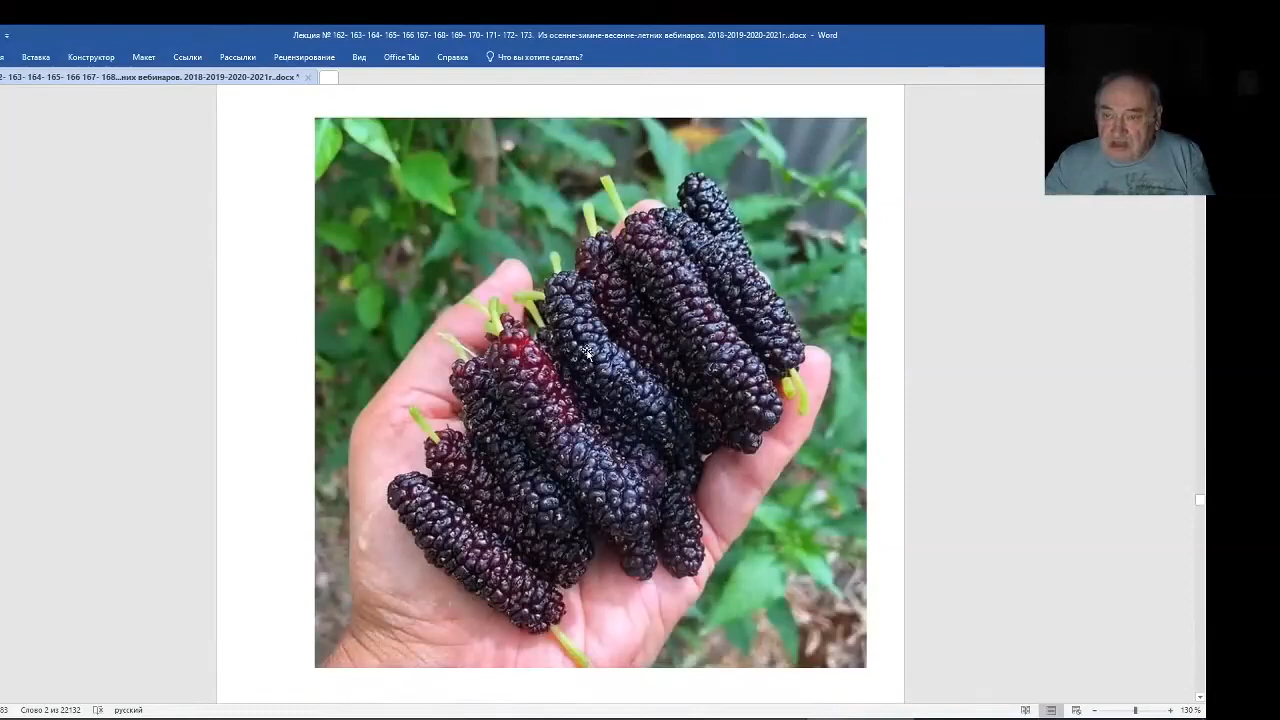 Лекция № 162- 163- 164- 165- 166 167- 168- 169- 170- 171- 172- 173. Из осенне-зимне-весенне-летних вебинаров. 2018-2019-2020-2021г..docx - Word
я Вставка Конструктор Макет Ссылки Рассылки Рецензирование Вид Office Tab Справка Что вы хотите сделать?
2- 163- 164- 165- 166 167- 168...них вебинаров. 2018-2019-2020-2021г..docx *
83 Слово 2 из 22132 русский 130 %